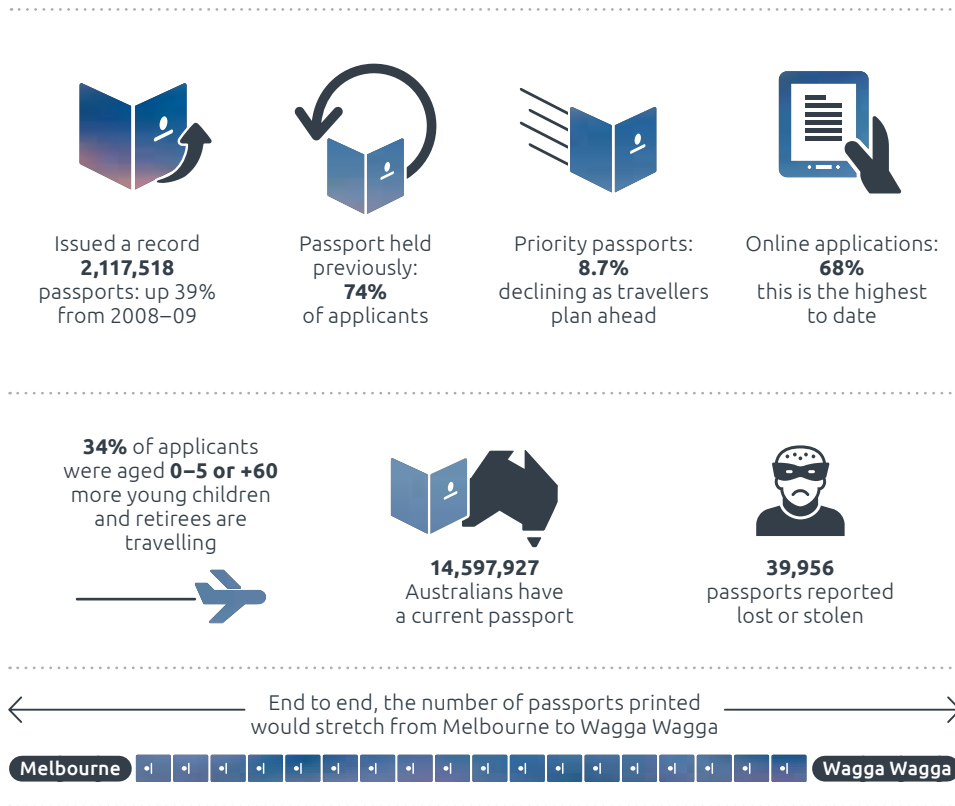 Issued a record
2,117,518
passports: up 39%
from 2008–09
Passport held
previously:
74%
of applicants
Priority passports:
8.7%
declining as travellers
plan ahead
Online applications:
68%
this is the highest
to date
34% of applicants
were aged 0–5 or +60
more young children
and retirees are
travelling
14,597,927
Australians have
a current passport
39,956
passports reported
lost or stolen
End to end, the number of passports printed
would stretch from Melbourne to Wagga Wagga
Melbourne
Wagga Wagga